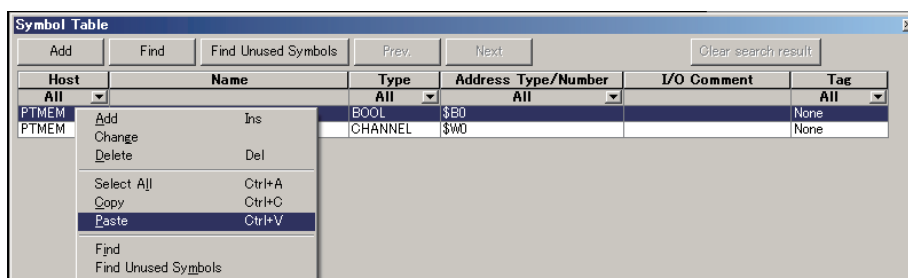 Symbol Table
Add Find Find Unused Symbols Prev. Next Clear search result
Host Name Type Address Type/Number I/O Comment Tag
All All All All
PTMEM BOOL $B0 None
PTMEM CHANNEL $W0 None
Add Ins
Change
Delete Del
Select All Ctrl+A
Copy Ctrl+C
Paste Ctrl+V
Find
Find Unused Symbols